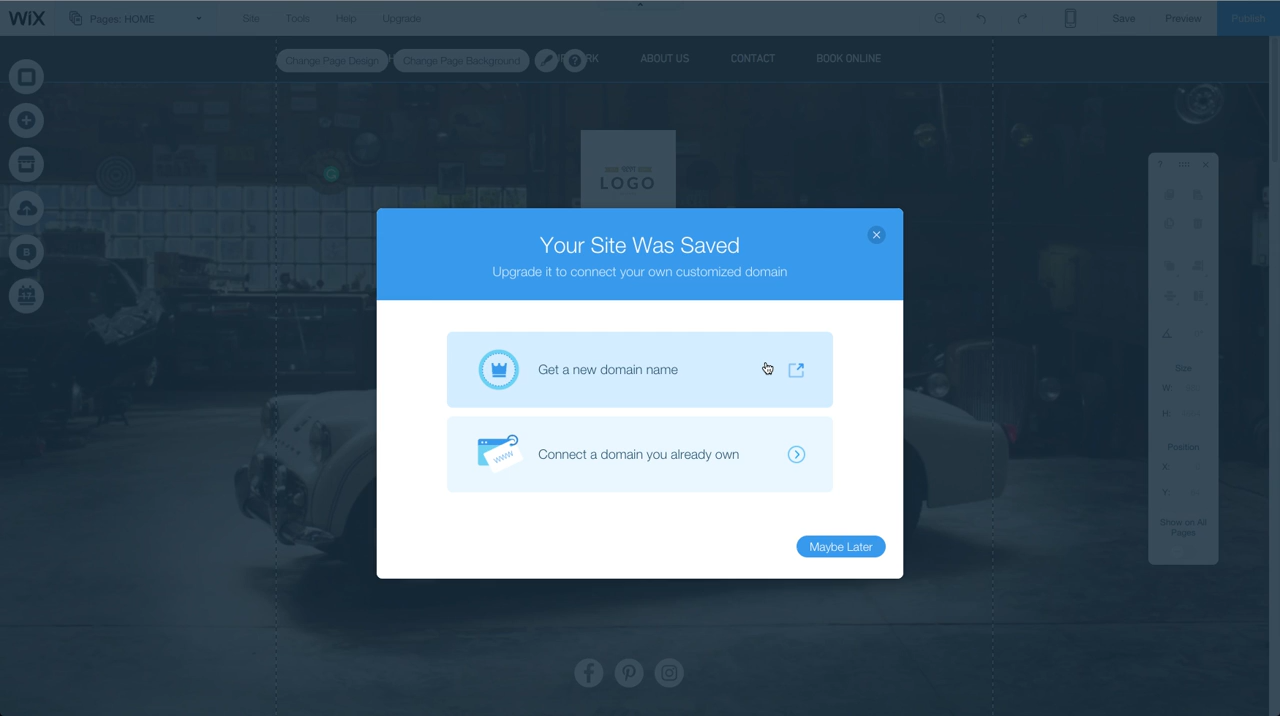 WiX
Pages: HOME
Site
Tools
Help
Upgrade
Save
Preview
Publish
Change Page Design
Change Page Background
?
RK
ABOUT US
CONTACT
BOOK ONLINE
LOGO
Your Site Was Saved
Upgrade it to connect your own customized domain
Get a new domain name
www
Connect a domain you already own
Maybe Later
?
Size
W:
H:
Position
X:
Y:
Show on All
Pages